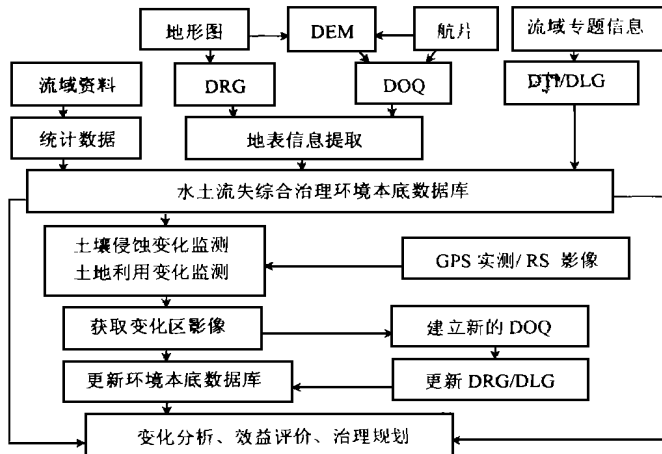 地形图
DEM
航片
流域专题信息
流域资料
DRG
DOQ
/DLG
统计数据
地表信息提取
水土流失综合治理环境本底数据库
土壤侵蚀变化监测
土地利用变化监测
GPS 实测/ RS 影像
获取变化区影像
建立新的 DOQ
更新环境本底数据库
更新 DRG/DLG
变化分析、效益评价、治理规划